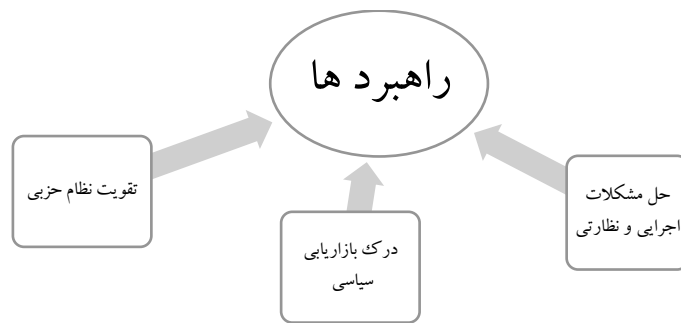 راهبرد ها
حل مشکلات
اجرایی و نظارتی
درک بازاریابی
سیاسی
تقویت نظام حزبی